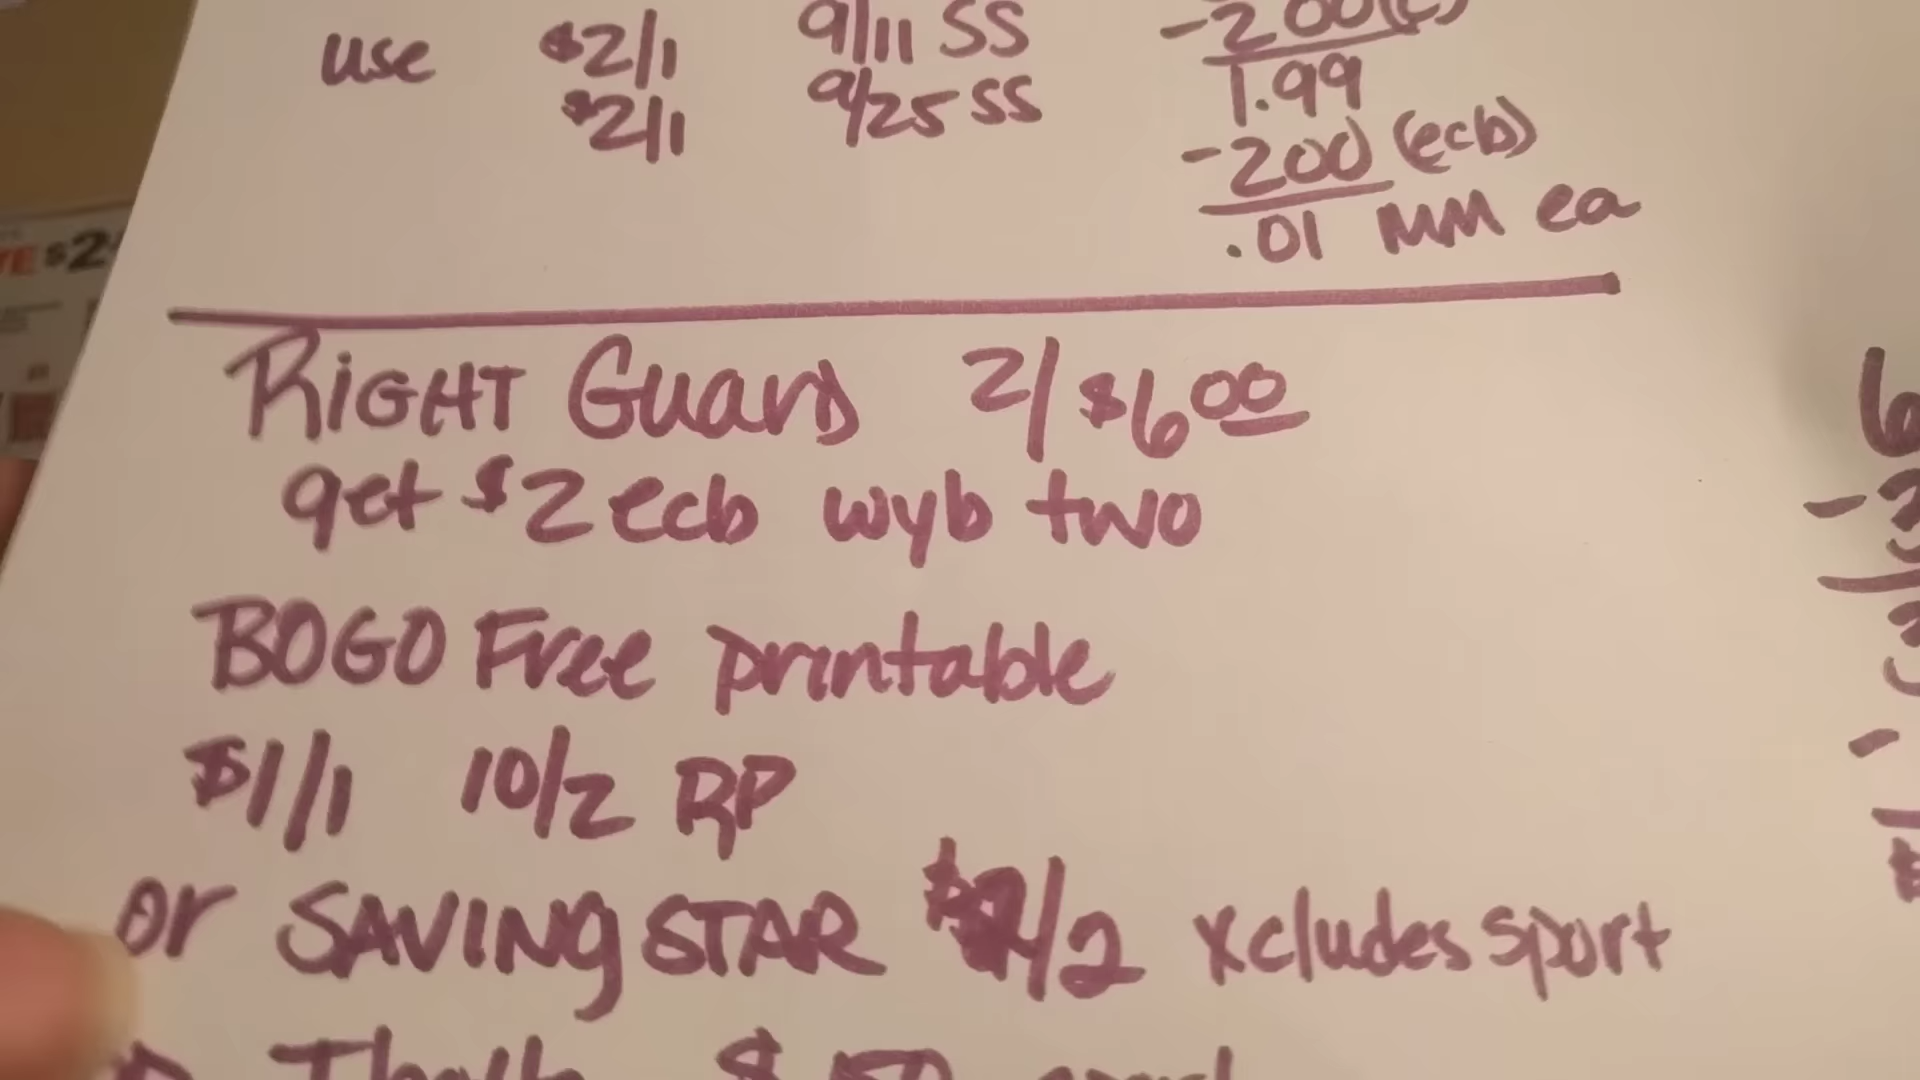 use $2/1 9/11 SS
$2/1 9/25 SS
-200
1.99
-200 (ecb)
.01 MM ea
RIGHT Guard 2/$6.00
get $2 ecb wyb two
BOGO Free printable
$1/1 10/2 RP
or SAVINGSTAR /2 xcludes sport